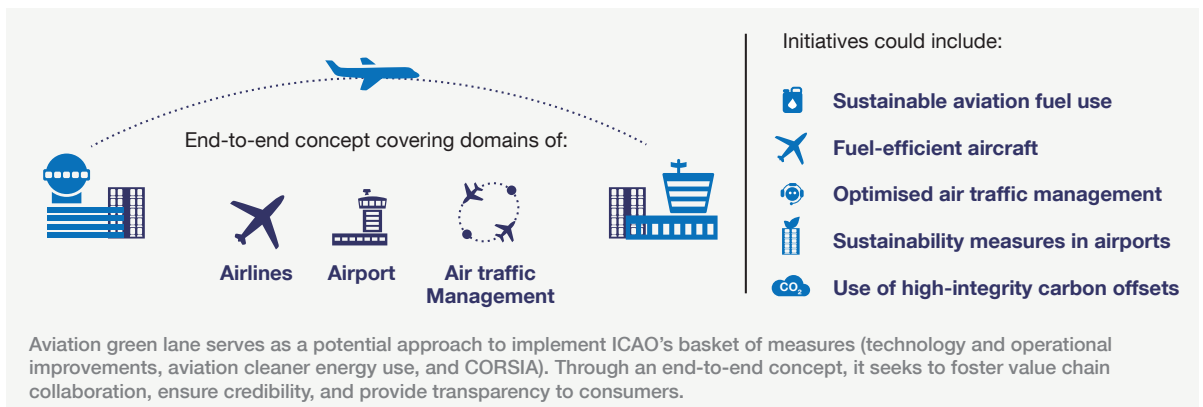 End-to-end concept covering domains of:
Airlines
Airport
Air traffic
Management
Initiatives could include:
Sustainable aviation fuel use
Fuel-efficient aircraft
Optimised air traffic management
Sustainability measures in airports
CO₂
Use of high-integrity carbon offsets
Aviation green lane serves as a potential approach to implement ICAO's basket of measures (technology and operational
improvements, aviation cleaner energy use, and CORSIA). Through an end-to-end concept, it seeks to foster value chain
collaboration, ensure credibility, and provide transparency to consumers.